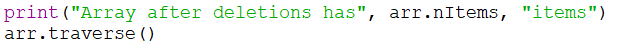 print("Array after deletions has", arr.nItems, "items")
arr.traverse()